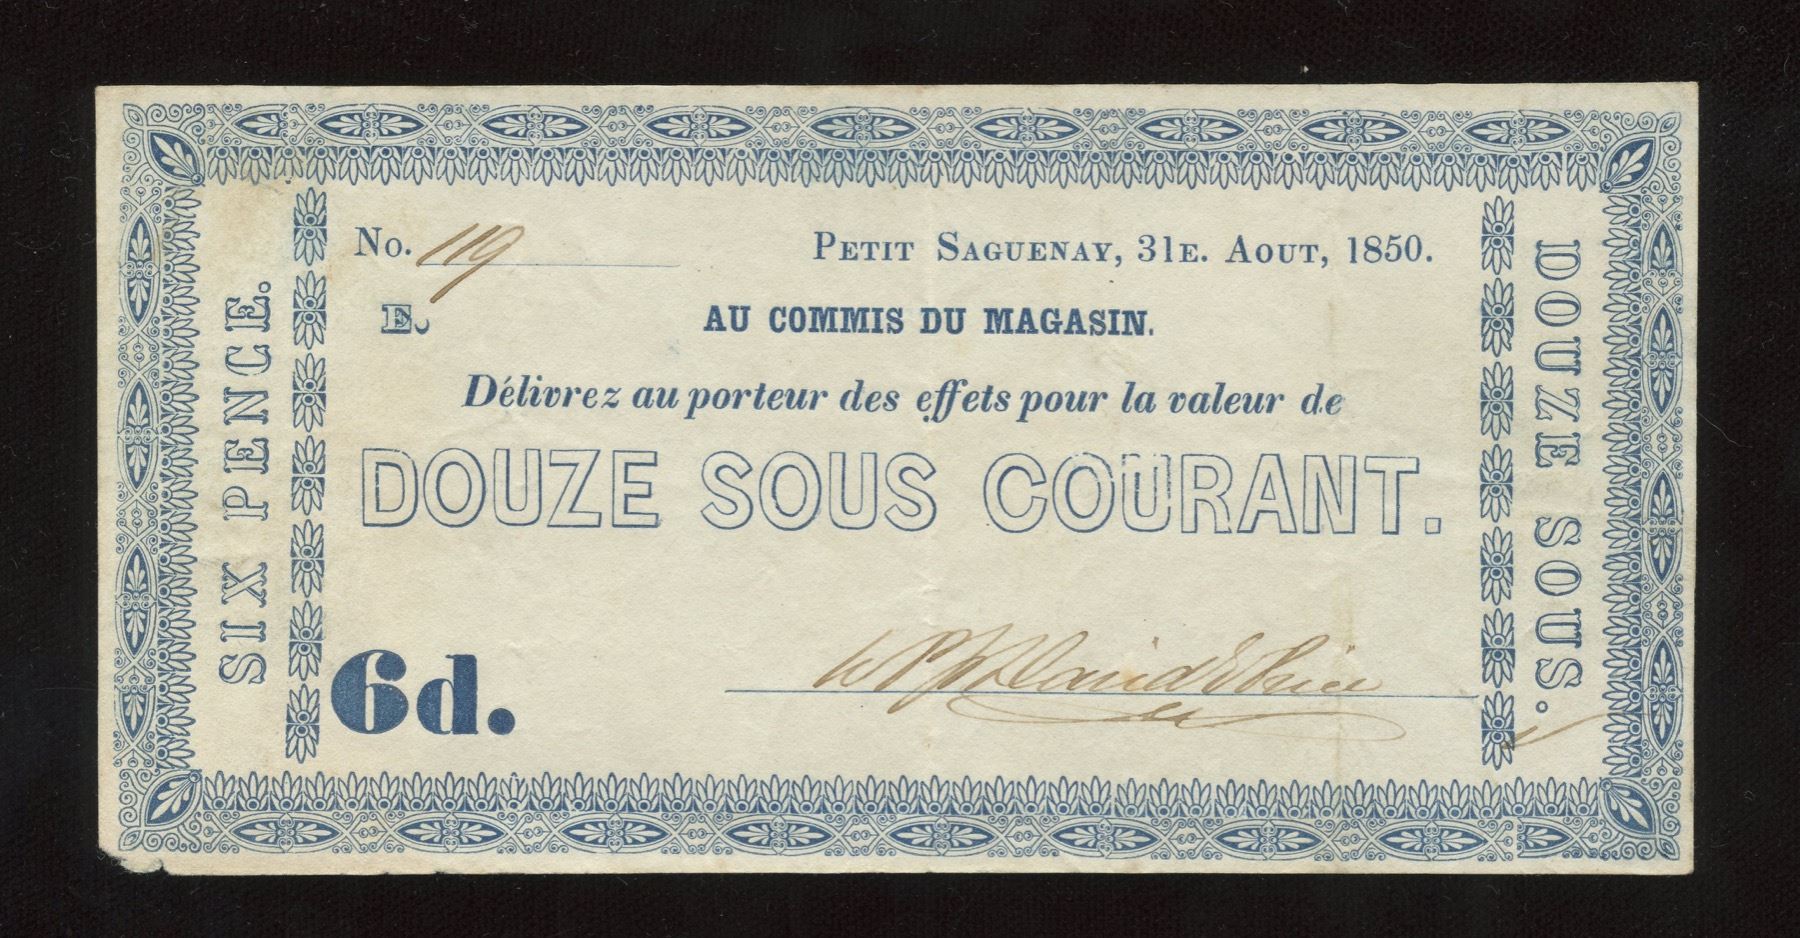 No. 119
PETIT SAGUENAY, 31E. AOUT, 1850.
E.
AU COMMIS DU MAGASIN.
Délivrez au porteur des effets pour la valeur de
DOUZE SOUS COURANT.
6d.
SIX PENCE.
DOUZE SOUS.